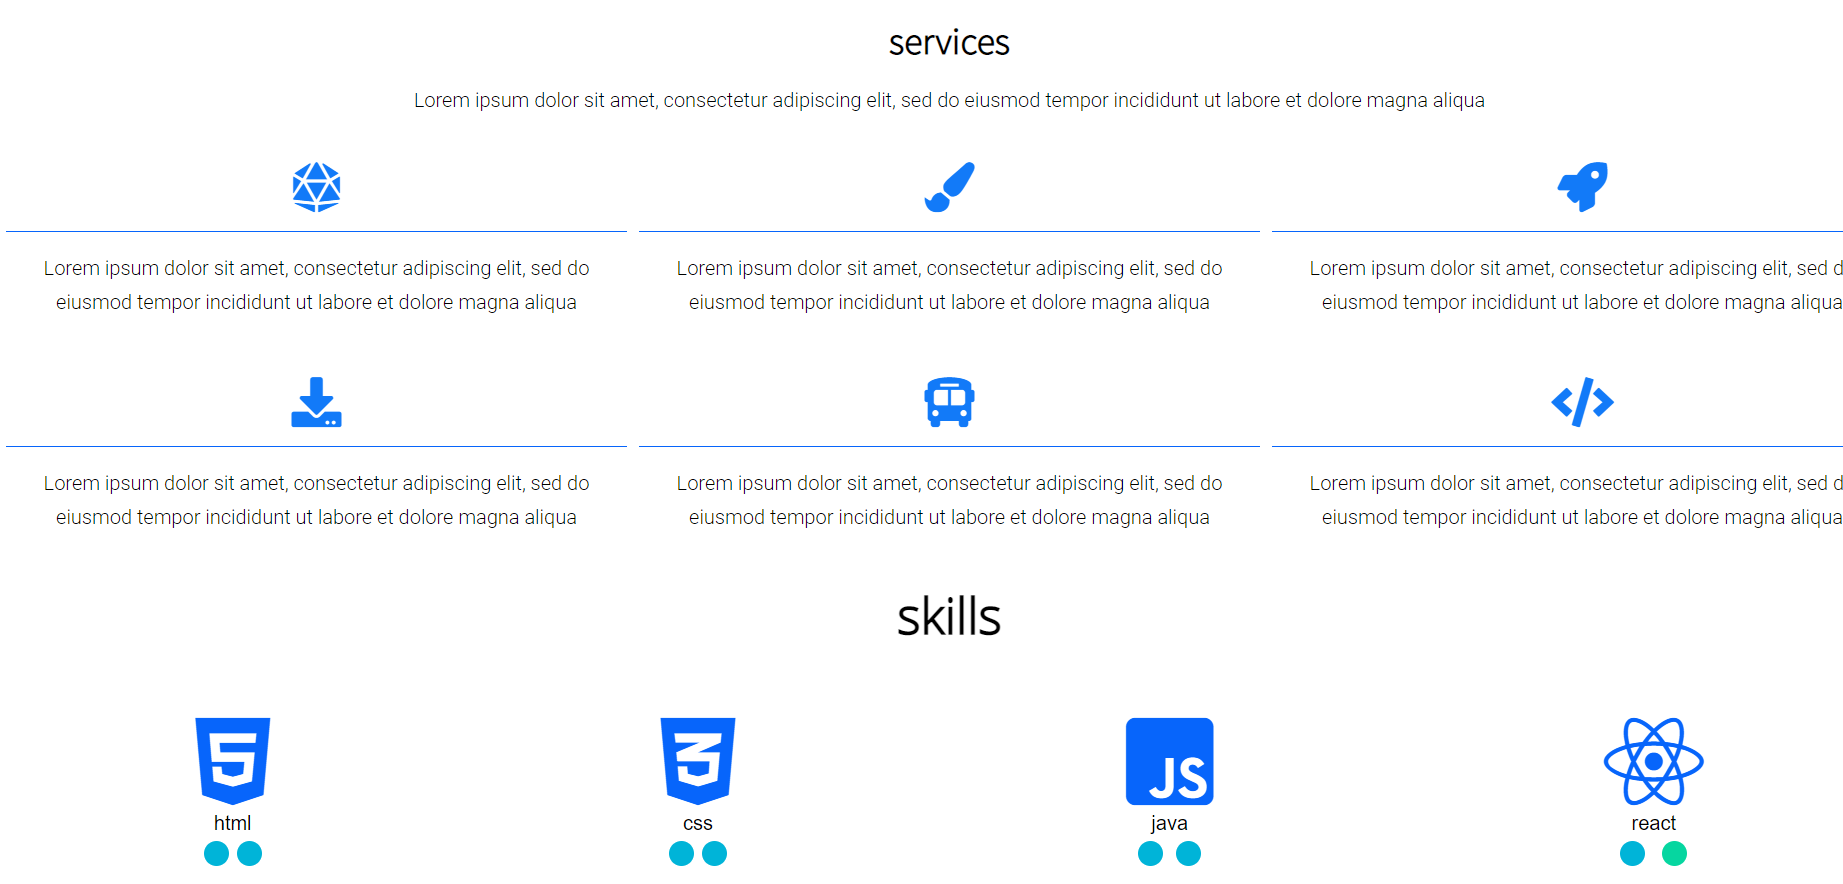 services
Lorem ipsum dolor sit amet, consectetur adipiscing elit, sed do eiusmod tempor incididunt ut labore et dolore magna aliqua
Lorem ipsum dolor sit amet, consectetur adipiscing elit, sed do
eiusmod tempor incididunt ut labore et dolore magna aliqua
Lorem ipsum dolor sit amet, consectetur adipiscing elit, sed do
eiusmod tempor incididunt ut labore et dolore magna aliqua
Lorem ipsum dolor sit amet, consectetur adipiscing elit, sed d
eiusmod tempor incididunt ut labore et dolore magna aliqua
Lorem ipsum dolor sit amet, consectetur adipiscing elit, sed do
eiusmod tempor incididunt ut labore et dolore magna aliqua
Lorem ipsum dolor sit amet, consectetur adipiscing elit, sed do
eiusmod tempor incididunt ut labore et dolore magna aliqua
Lorem ipsum dolor sit amet, consectetur adipiscing elit, sed d
eiusmod tempor incididunt ut labore et dolore magna aliqua
skills
5
3
JS
html
css
java
react